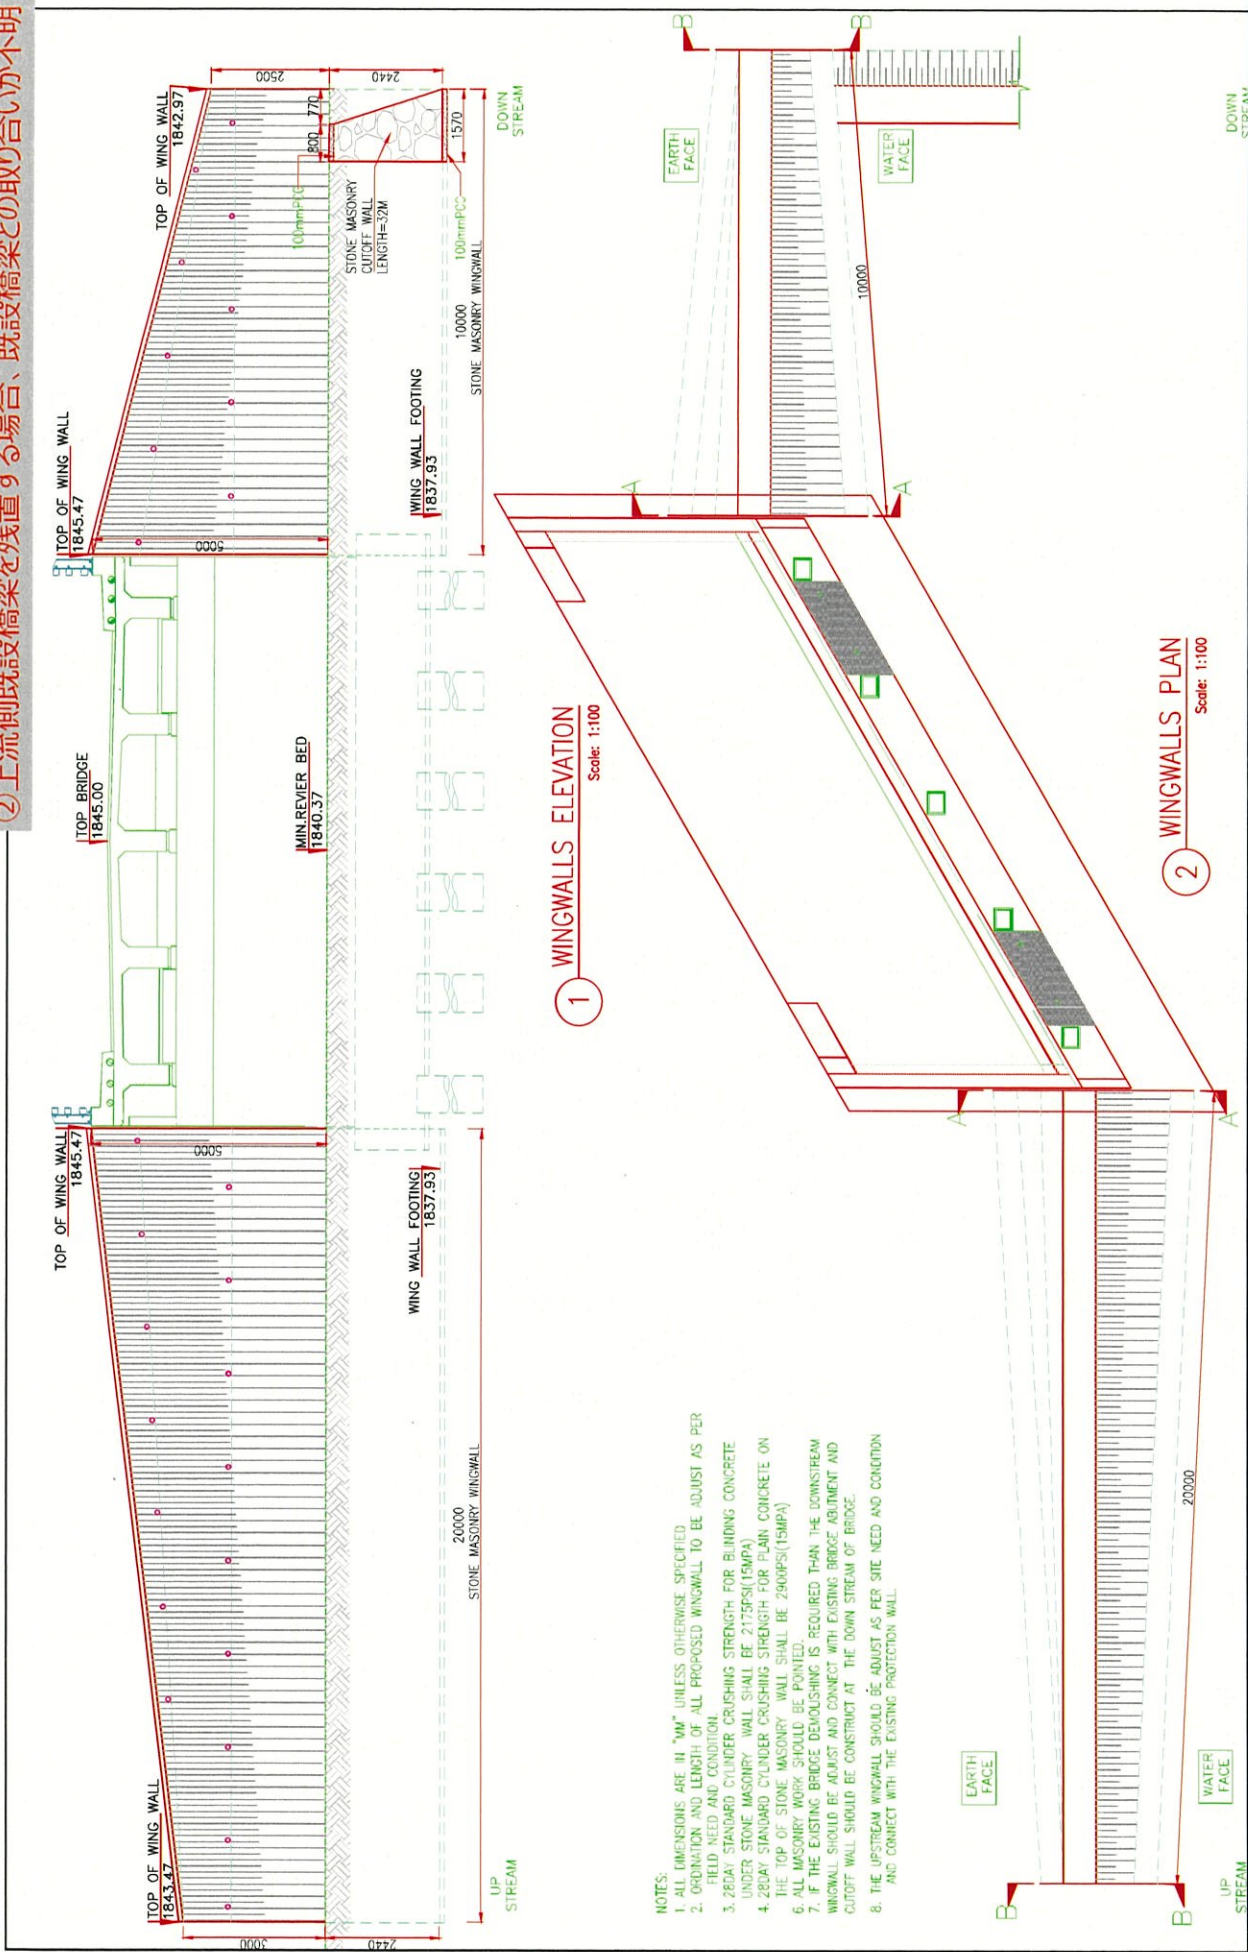 ②上流側既設橋梁を残置する場合、既設橋梁との取り合いが不明
TOP OF WING WALL
1843.47
TOP OF WING WALL
1845.47
TOP BRIDGE
1845.00
TOP OF WING WALL
1845.47
TOP OF WING WALL
1842.97
3000
2440
5000
5000
2500
2440
800
770
1570
100mmPCC
STONE MASONRY
CUTOFF WALL
LENGTH=32M
100mmPCC
MIN.REVIER BED
1840.37
WING WALL FOOTING
1837.93
WING WALL FOOTING
1837.93
20000
STONE MASONRY WINGWALL
10000
STONE MASONRY WINGWALL
UP
STREAM
DOWN
STREAM
1
WINGWALLS ELEVATION
Scale: 1:100
NOTES:
1. ALL DIMENSIONS ARE IN "MM" UNLESS OTHERWISE SPECIFIED
2. ORDINATION AND LENGTH OF ALL PROPOSED WINGWALL TO BE ADJUST AS PER
FIELD NEED AND CONDITION.
3. 28DAY STANDARD CYLINDER CRUSHING STRENGTH FOR BLINDING CONCRETE
UNDER STONE MASONRY WALL SHALL BE 2175PSI(15MPA)
4. 28DAY STANDARD CYLINDER CRUSHING STRENGTH FOR PLAIN CONCRETE ON
THE TOP OF STONE MASONRY WALL SHALL BE 2900PSI(15MPA)
6. ALL MASONRY WORK SHOULD BE POINTED.
7. IF THE EXISTING BRIDGE DEMOLISHING IS REQUIRED THAN THE DOWNSTREAM
WINGWALL SHOULD BE ADJUST AND CONNECT WITH EXISTING BRIDGE ABUTMENT AND
CUTOFF WALL SHOULD BE CONSTRUCT AT THE DOWN STREAM OF BRIDGE.
8. THE UPSTREAM WINGWALL SHOULD BE ADJUST AS PER SITE NEED AND CONDITION
AND CONNECT WITH THE EXISTING PROTECTION WALL.
A
A
A
A
B
B
B
B
EARTH
FACE
WATER
FACE
EARTH
FACE
WATER
FACE
10000
20000
UP
STREAM
DOWN
STREAM
2
WINGWALLS PLAN
Scale: 1:100